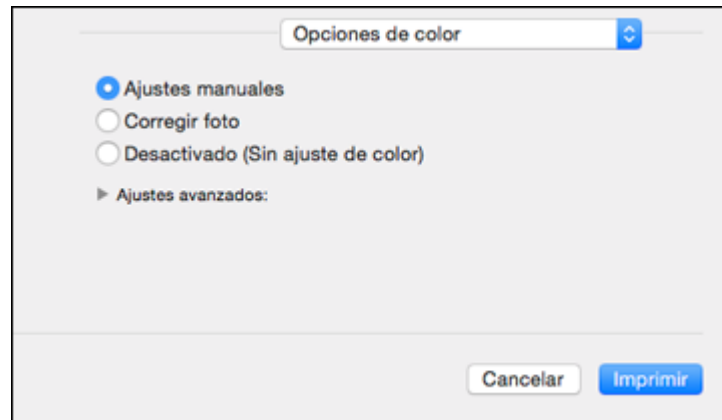 Opciones de color
Ajustes manuales
Corregir foto
Desactivado (Sin ajuste de color)
Ajustes avanzados:
Cancelar Imprimir